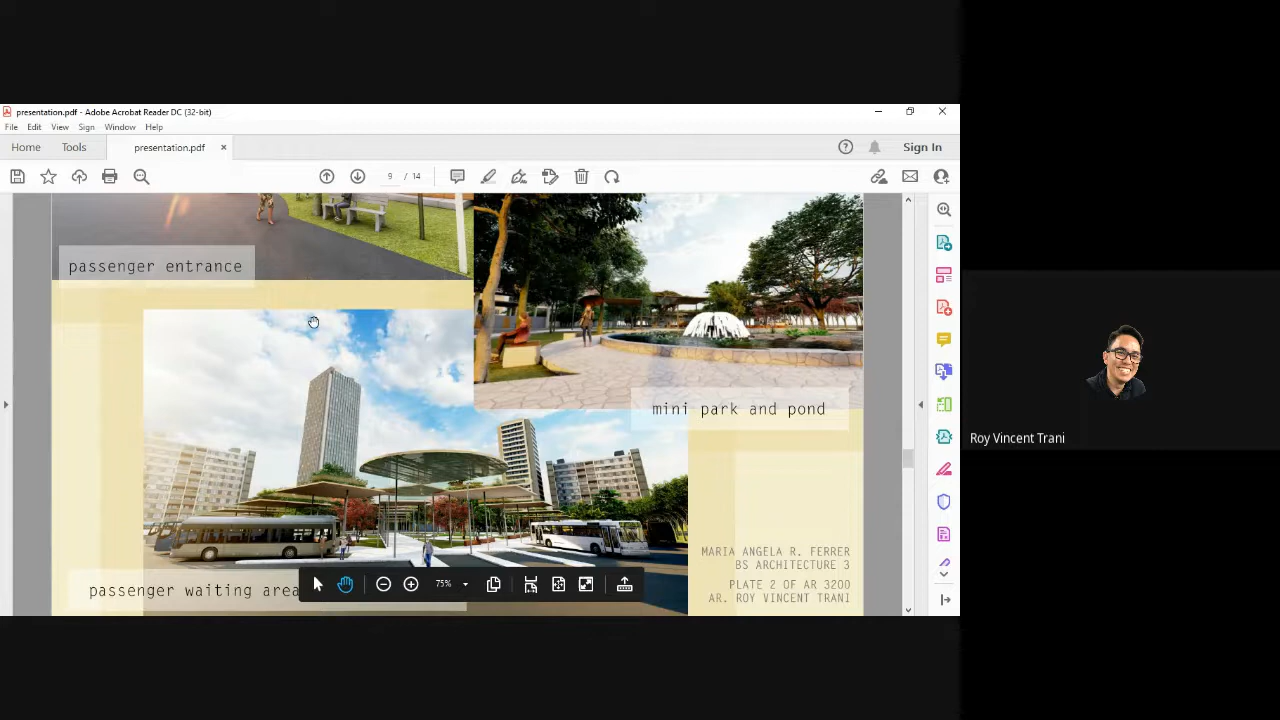 presentation.pdf - Adobe Acrobat Reader DC (32-bit)
File Edit View Sign Window Help
Home Tools presentation.pdf × Sign In
9 / 14
passenger entrance
mini park and pond
MARIA ANGELA R. FERRER
BS ARCHITECTURE 3
PLATE 2 OF AR 3200
AR. ROY VINCENT TRANI
passenger waiting area
75%
Roy Vincent Trani